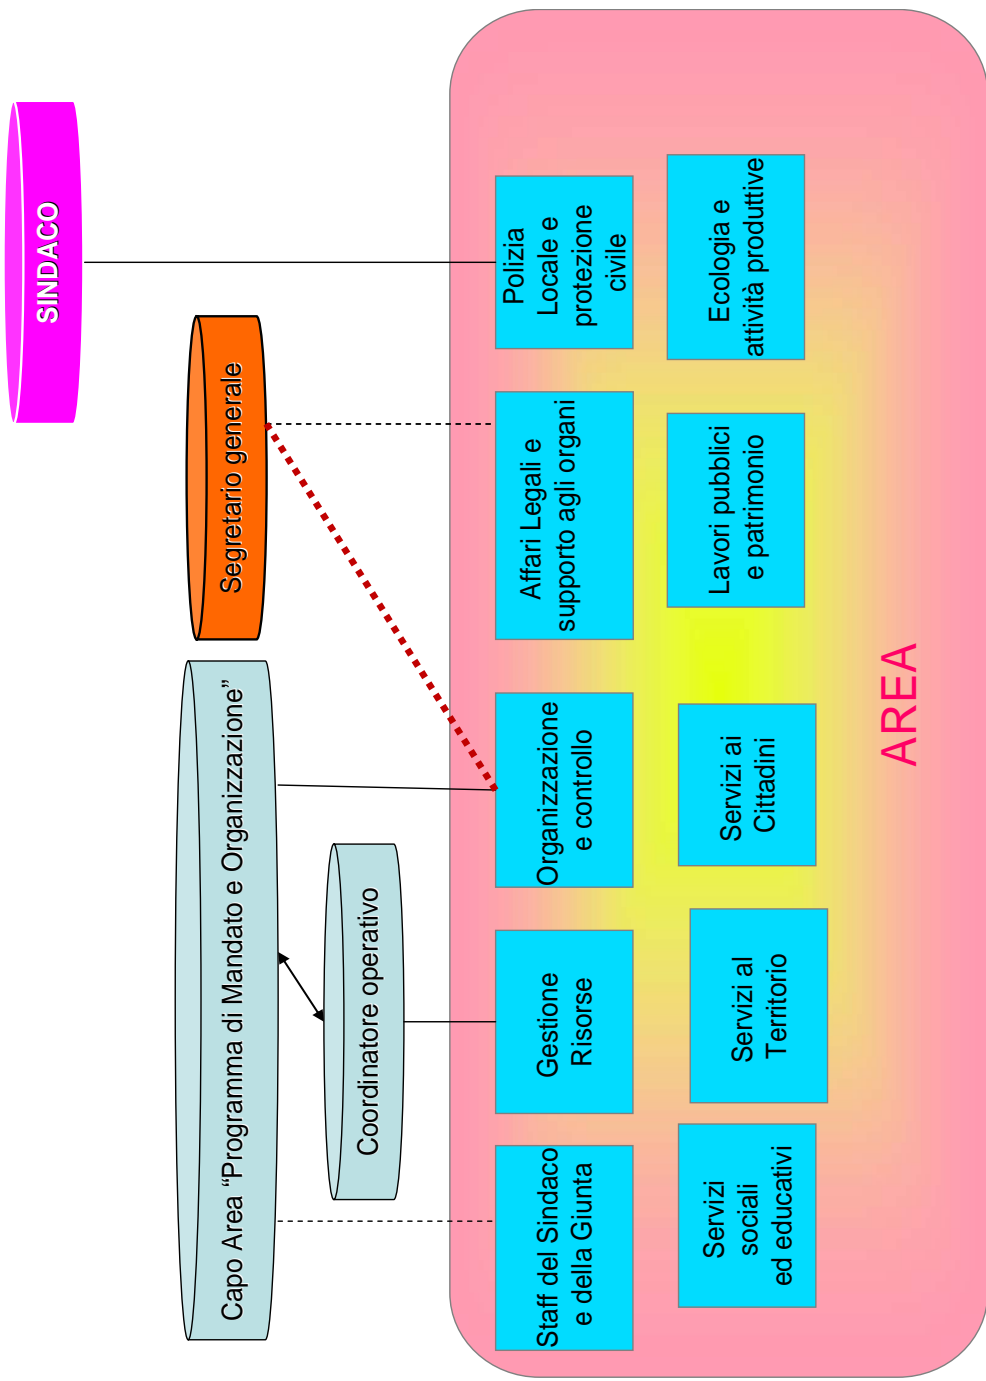 SINDACO
Capo Area “Programma di Mandato e Organizzazione”
Segretario generale
Coordinatore operativo
Staff del Sindaco
e della Giunta
Gestione
Risorse
Organizzazione
e controllo
Affari Legali e
supporto agli organi
Polizia
Locale e
protezione
civile
Servizi
sociali
ed educativi
Servizi al
Territorio
Servizi ai
Cittadini
Lavori pubblici
e patrimonio
Ecologia e
attività produttive
AREA